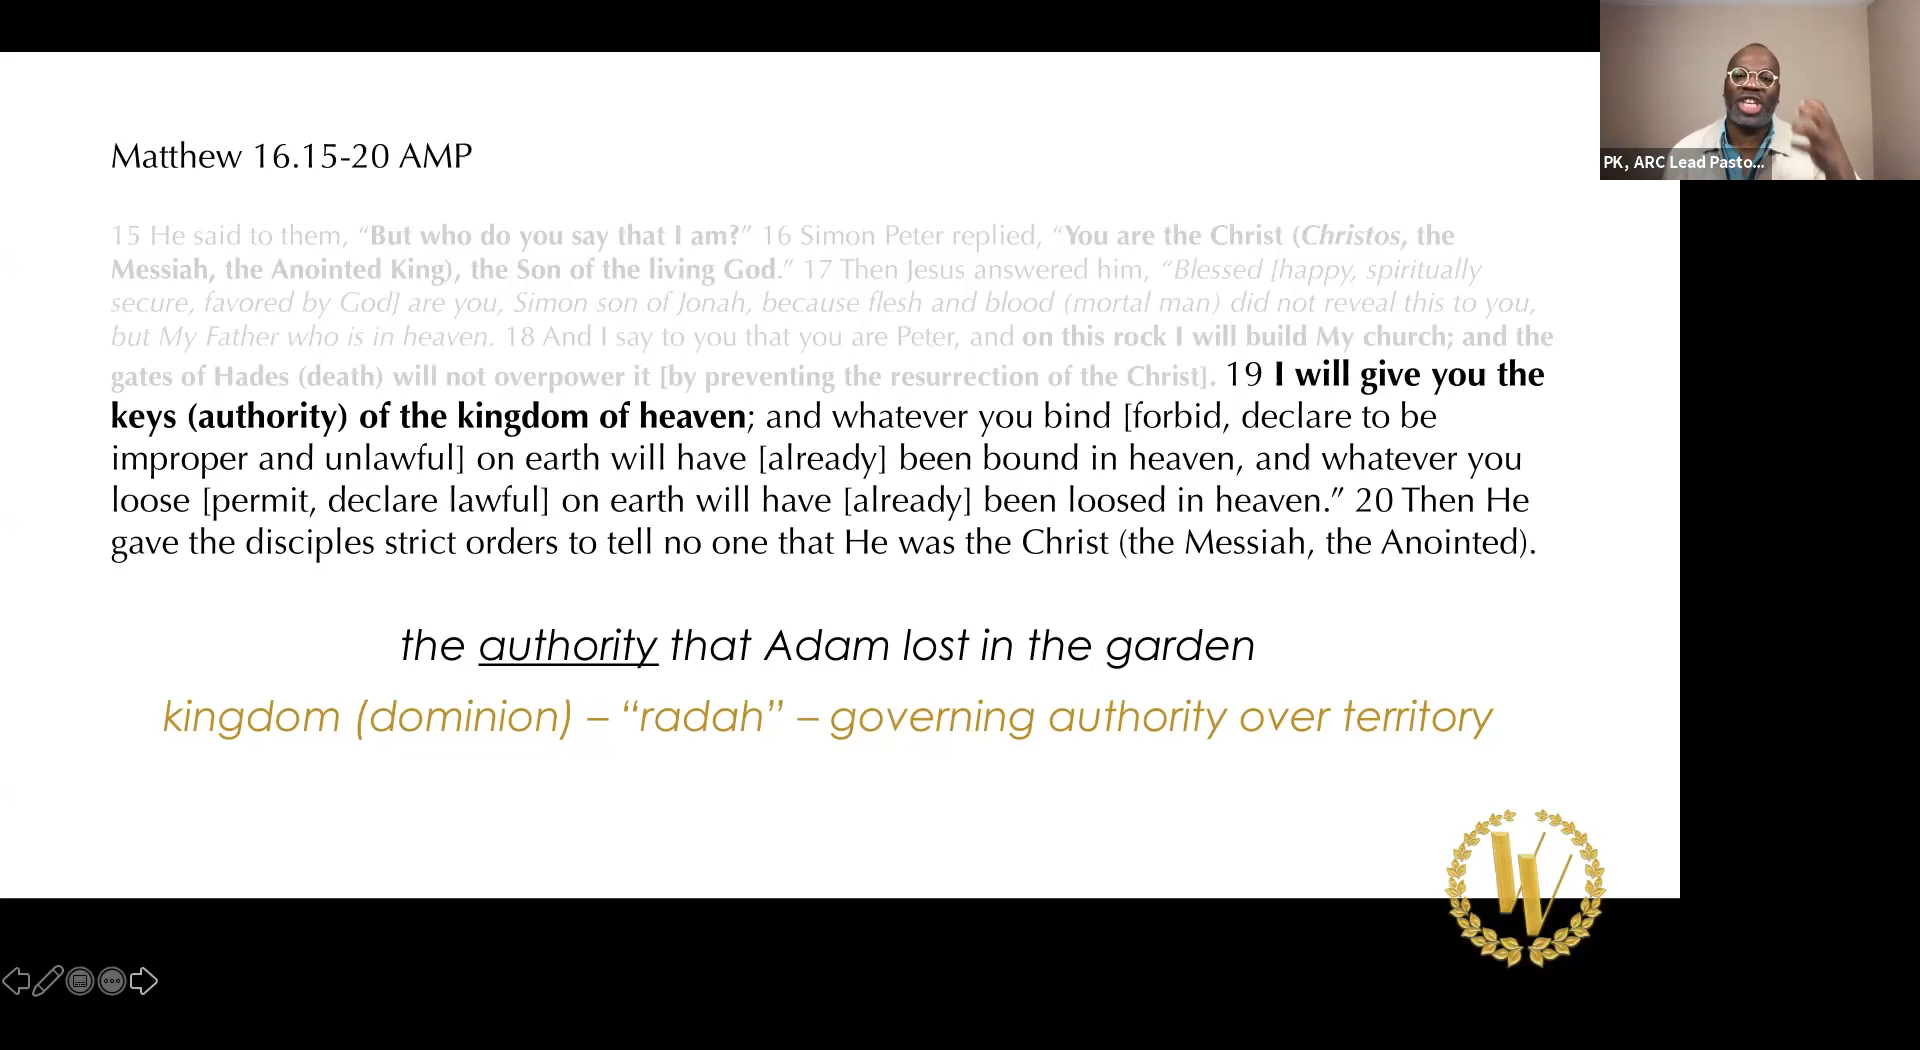 Matthew 16.15-20 AMP
15 He said to them, “But who do you say that I am?” 16 Simon Peter replied, “You are the Christ (Christos, the
Messiah, the Anointed King), the Son of the living God.” 17 Then Jesus answered him, “Blessed [happy, spiritually
secure, favored by God] are you, Simon son of Jonah, because flesh and blood (mortal man) did not reveal this to you,
but My Father who is in heaven. 18 And I say to you that you are Peter, and on this rock I will build My church; and the
gates of Hades (death) will not overpower it [by preventing the resurrection of the Christ]. 19 I will give you the
keys (authority) of the kingdom of heaven; and whatever you bind [forbid, declare to be
improper and unlawful] on earth will have [already] been bound in heaven, and whatever you
loose [permit, declare lawful] on earth will have [already] been loosed in heaven.” 20 Then He
gave the disciples strict orders to tell no one that He was the Christ (the Messiah, the Anointed).
the authority that Adam lost in the garden
kingdom (dominion) – “radah” – governing authority over territory
PK, ARC Lead Pasto...
W